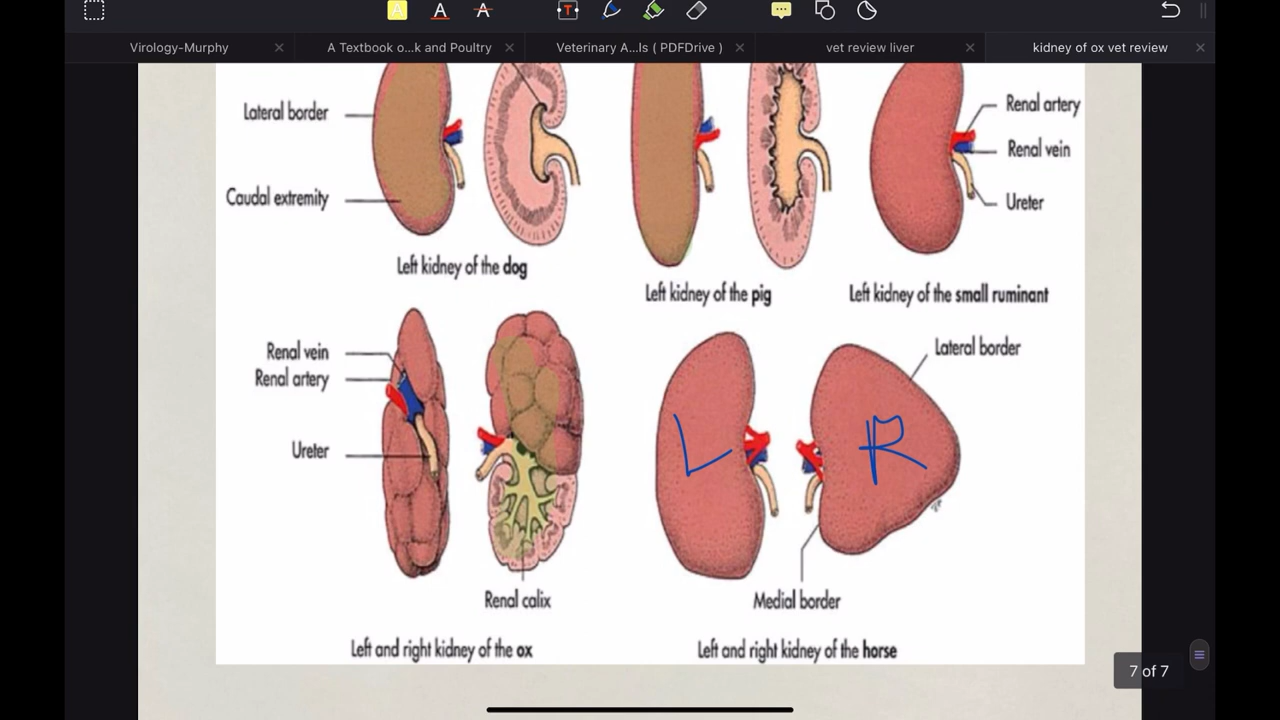 Virology-Murphy
A Textbook o...k and Poultry
Veterinary A...ls ( PDFDrive )
vet review liver
kidney of ox vet review
Lateral border
Caudal extremity
Left kidney of the dog
Left kidney of the pig
Renal artery
Renal vein
Ureter
Left kidney of the small ruminant
Renal vein
Renal artery
Ureter
Renal calix
Left and right kidney of the ox
L
R
Lateral border
Medial border
Left and right kidney of the horse
7 of 7